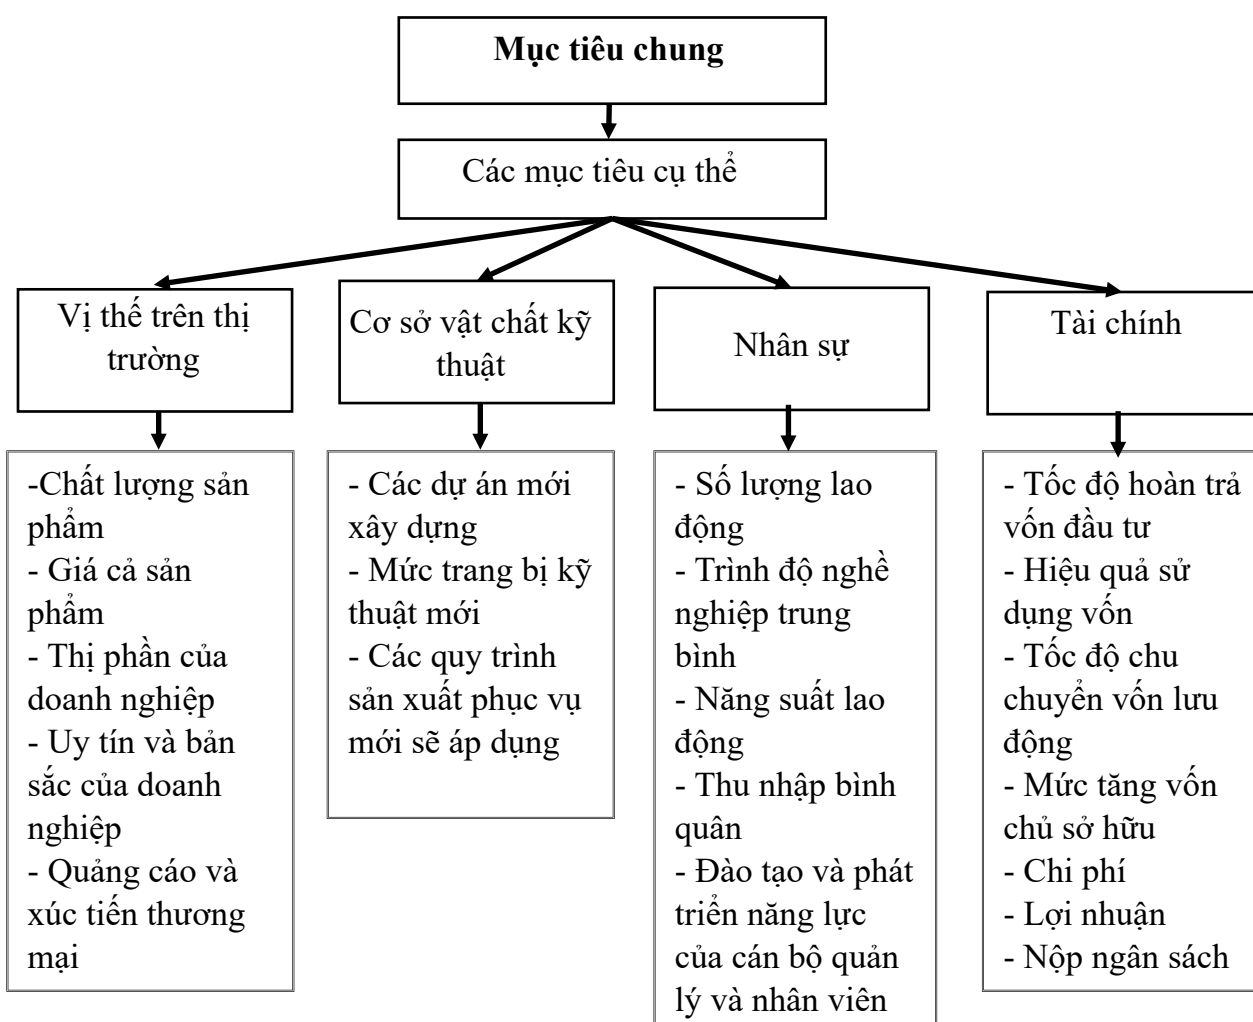 Mục tiêu chung
Các mục tiêu cụ thể
Vị thế trên thị
trường
Cơ sở vật chất kỹ
thuật
Nhân sự
Tài chính
-Chất lượng sản
phẩm
- Giá cả sản
phẩm
- Thị phần của
doanh nghiệp
- Uy tín và bản
sắc của doanh
nghiệp
- Quảng cáo và
xúc tiến thương
mại
- Các dự án mới
xây dựng
- Mức trang bị kỹ
thuật mới
- Các quy trình
sản xuất phục vụ
mới sẽ áp dụng
- Số lượng lao
động
- Trình độ nghề
nghiệp trung
bình
- Năng suất lao
động
- Thu nhập bình
quân
- Đào tạo và phát
triển năng lực
của cán bộ quản
lý và nhân viên
- Tốc độ hoàn trả
vốn đầu tư
- Hiệu quả sử
dụng vốn
- Tốc độ chu
chuyển vốn lưu
động
- Mức tăng vốn
chủ sở hữu
- Chi phí
- Lợi nhuận
- Nộp ngân sách